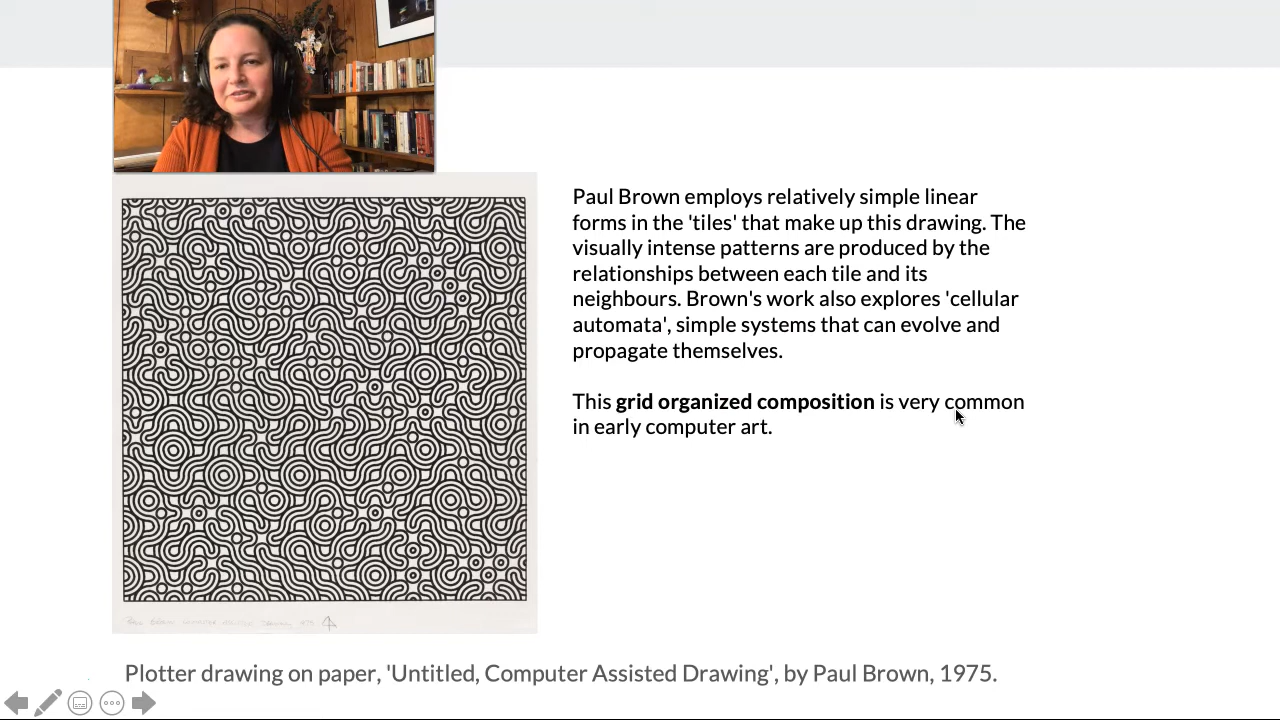 Paul Brown employs relatively simple linear
forms in the 'tiles' that make up this drawing. The
visually intense patterns are produced by the
relationships between each tile and its
neighbours. Brown's work also explores 'cellular
automata', simple systems that can evolve and
propagate themselves.
This grid organized composition is very common
in early computer art.
Plotter drawing on paper, 'Untitled, Computer Assisted Drawing', by Paul Brown, 1975.